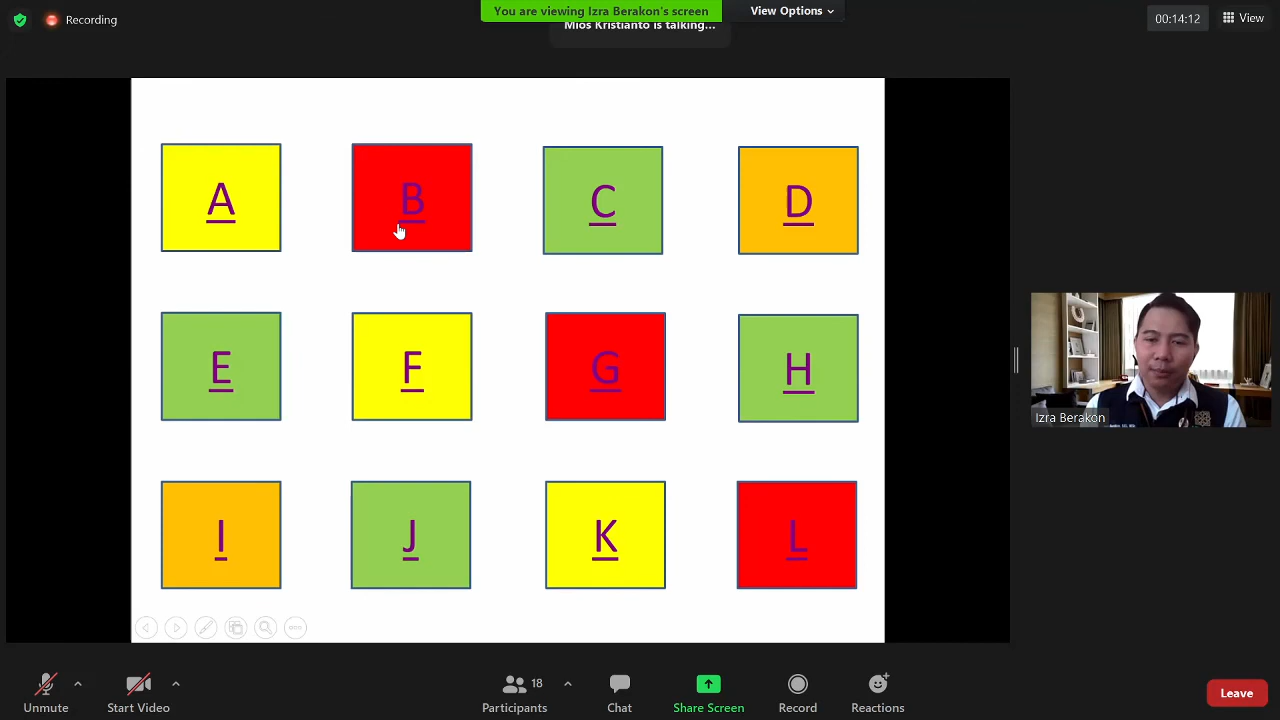 You are viewing Izra Berakon's screen
View Options
Recording
Mios Kristianto is talking...
00:14:12
View
A
B
C
D
E
F
G
H
I
J
K
L
Izra Berakon
Unmute
Start Video
18
Participants
Chat
Share Screen
Record
Reactions
Leave